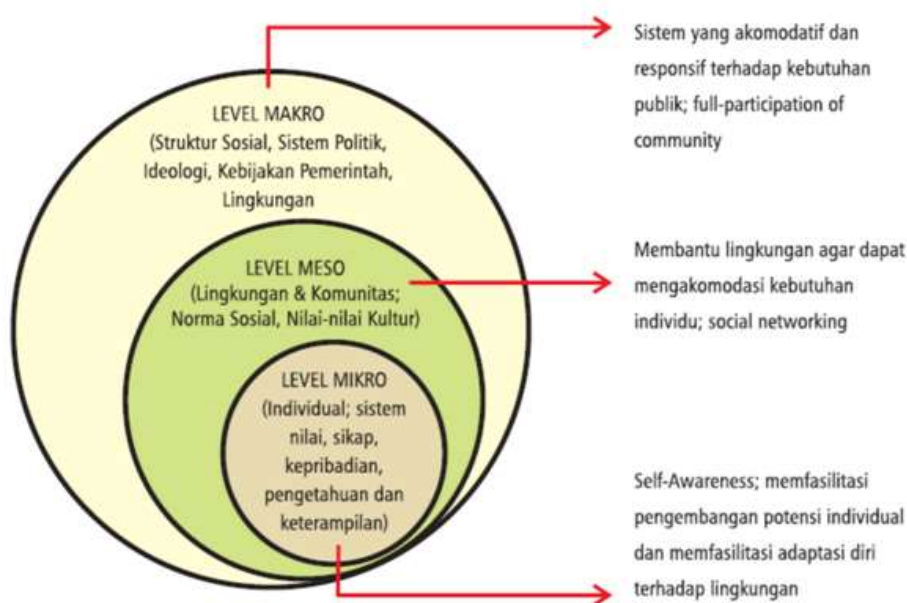 Sistem yang akomodatif dan
responsif terhadap kebutuhan
publik; full-participation of
community
LEVEL MAKRO
(Struktur Sosial, Sistem Politik,
Ideologi, Kebijakan Pemerintah,
Lingkungan
LEVEL MESO
(Lingkungan & Komunitas;
Norma Sosial, Nilai-nilai Kultur)
Membantu lingkungan agar dapat
mengakomodasi kebutuhan
individu; social networking
LEVEL MIKRO
(Individual; sistem
nilai, sikap,
kepribadian,
pengetahuan dan
keterampilan)
Self-Awareness; memfasilitasi
pengembangan potensi individual
dan memfasilitasi adaptasi diri
terhadap lingkungan